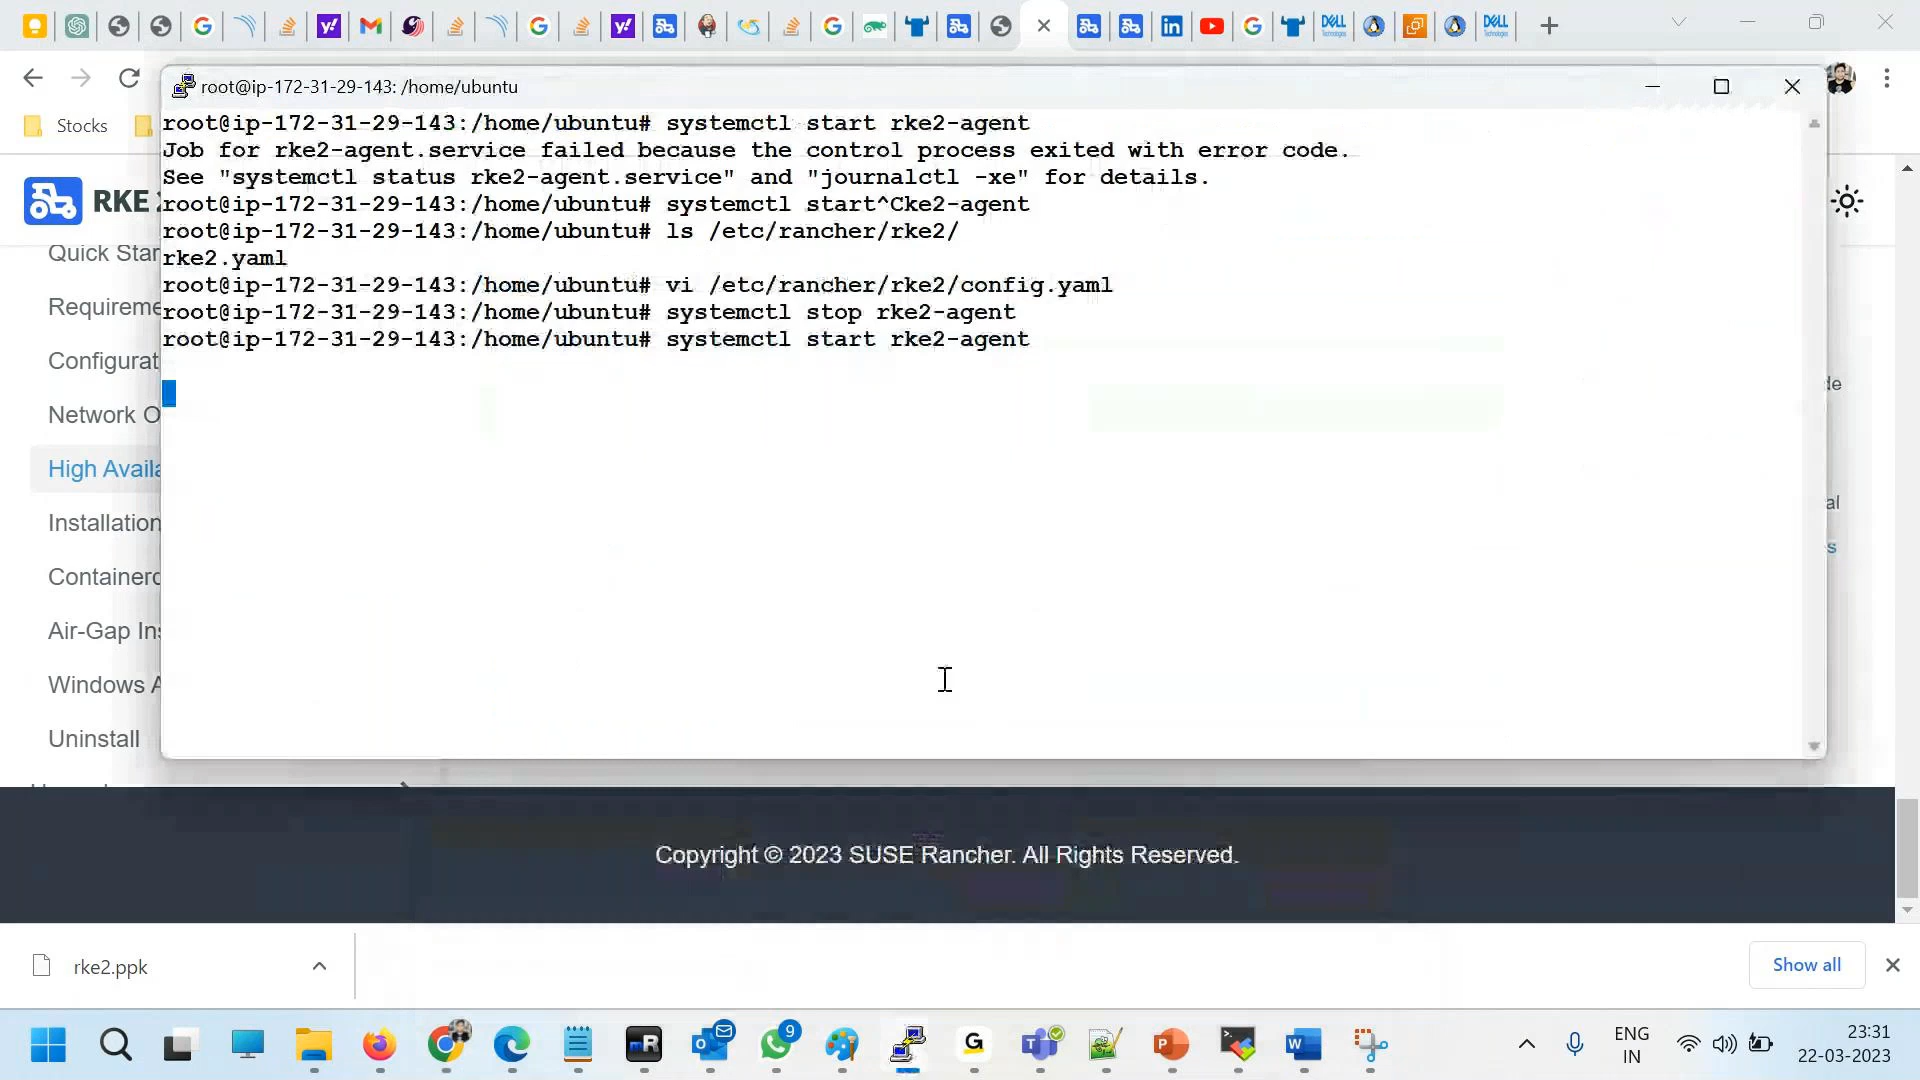 root@ip-172-31-29-143: /home/ubuntu
Stocks
root@ip-172-31-29-143:/home/ubuntu# systemctl start rke2-agent
Job for rke2-agent.service failed because the control process exited with error code.
See "systemctl status rke2-agent.service" and "journalctl -xe" for details.
root@ip-172-31-29-143:/home/ubuntu# systemctl start^Cke2-agent
root@ip-172-31-29-143:/home/ubuntu# ls /etc/rancher/rke2/
rke2.yaml
root@ip-172-31-29-143:/home/ubuntu# vi /etc/rancher/rke2/config.yaml
root@ip-172-31-29-143:/home/ubuntu# systemctl stop rke2-agent
root@ip-172-31-29-143:/home/ubuntu# systemctl start rke2-agent
RKE 2
Quick Star
Requireme
Configurat
Network O
High Availa
Installation
Containerd
Air-Gap Ins
Windows A
Uninstall
de
al
s
Copyright © 2023 SUSE Rancher. All Rights Reserved.
rke2.ppk
Show all
9
ENG
IN
23:31
22-03-2023